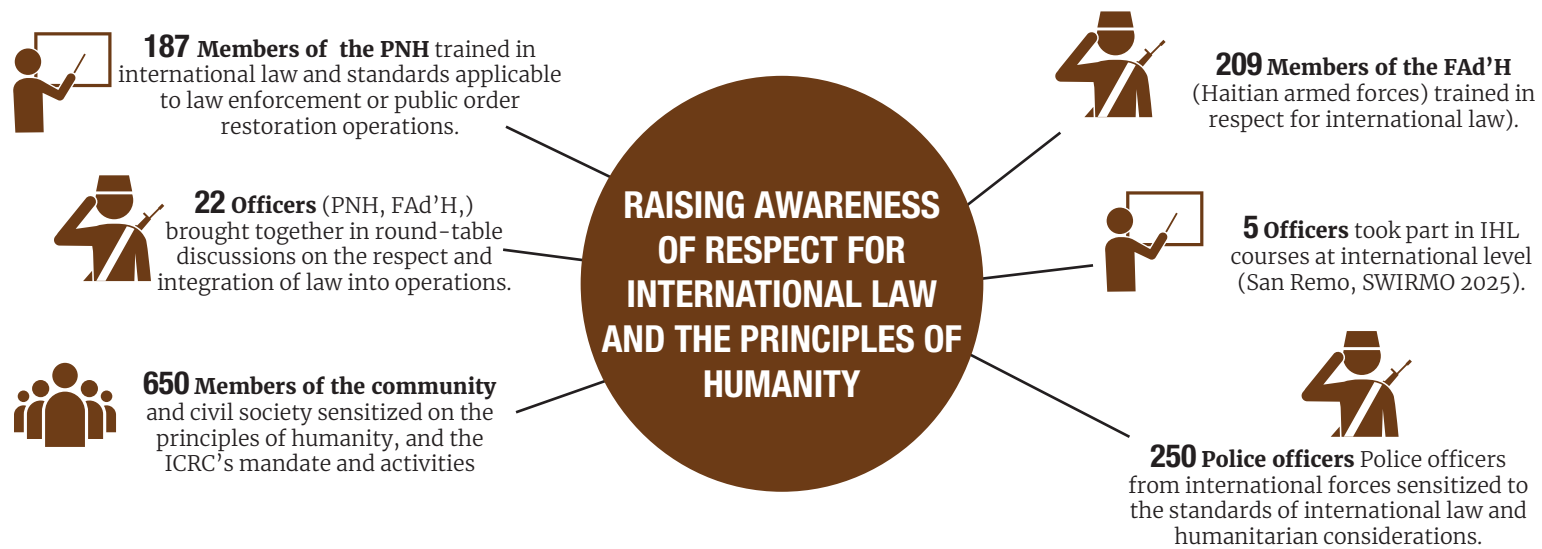 187 Members of the PNH trained in
international law and standards applicable
to law enforcement or public order
restoration operations.
22 Officers (PNH, FAd’H,)
brought together in round-table
discussions on the respect and
integration of law into operations.
650 Members of the community
and civil society sensitized on the
principles of humanity, and the
ICRC’s mandate and activities
RAISING AWARENESS
OF RESPECT FOR
INTERNATIONAL LAW
AND THE PRINCIPLES OF
HUMANITY
209 Members of the FAd’H
(Haitian armed forces) trained in
respect for international law).
5 Officers took part in IHL
courses at international level
(San Remo, SWIRMO 2025).
250 Police officers Police officers
from international forces sensitized to
the standards of international law and
humanitarian considerations.